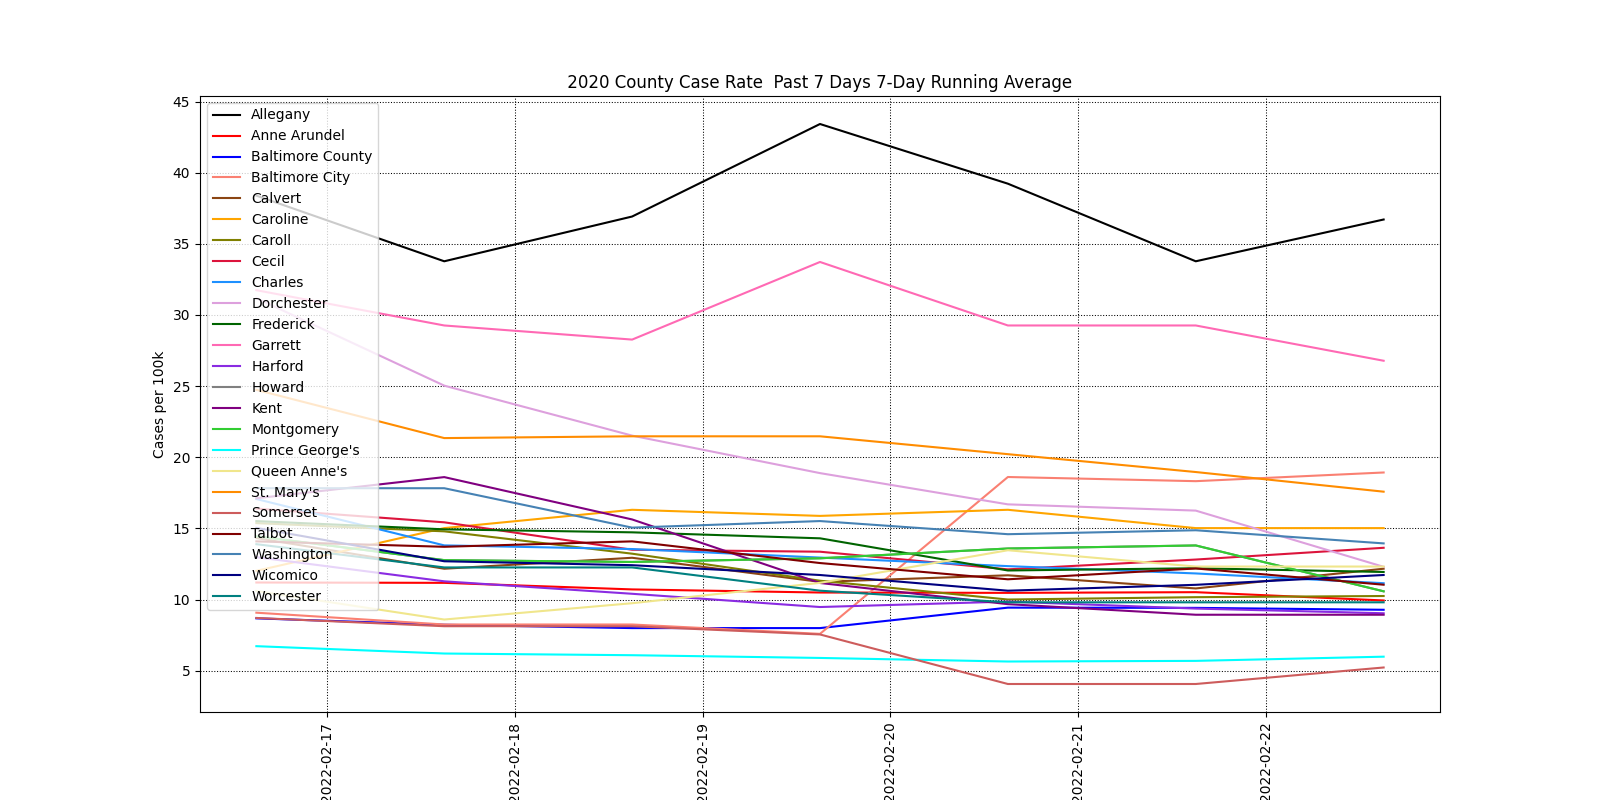 2020 County Case Rate  Past 7 Days 7-Day Running Average
Cases per 100k
45
40
35
30
25
20
15
10
5
Allegany
Anne Arundel
Baltimore County
Baltimore City
Calvert
Caroline
Caroll
Cecil
Charles
Dorchester
Frederick
Garrett
Harford
Howard
Kent
Montgomery
Prince George's
Queen Anne's
St. Mary's
Somerset
Talbot
Washington
Wicomico
Worcester
2022-02-17
2022-02-18
2022-02-19
2022-02-20
2022-02-21
2022-02-22